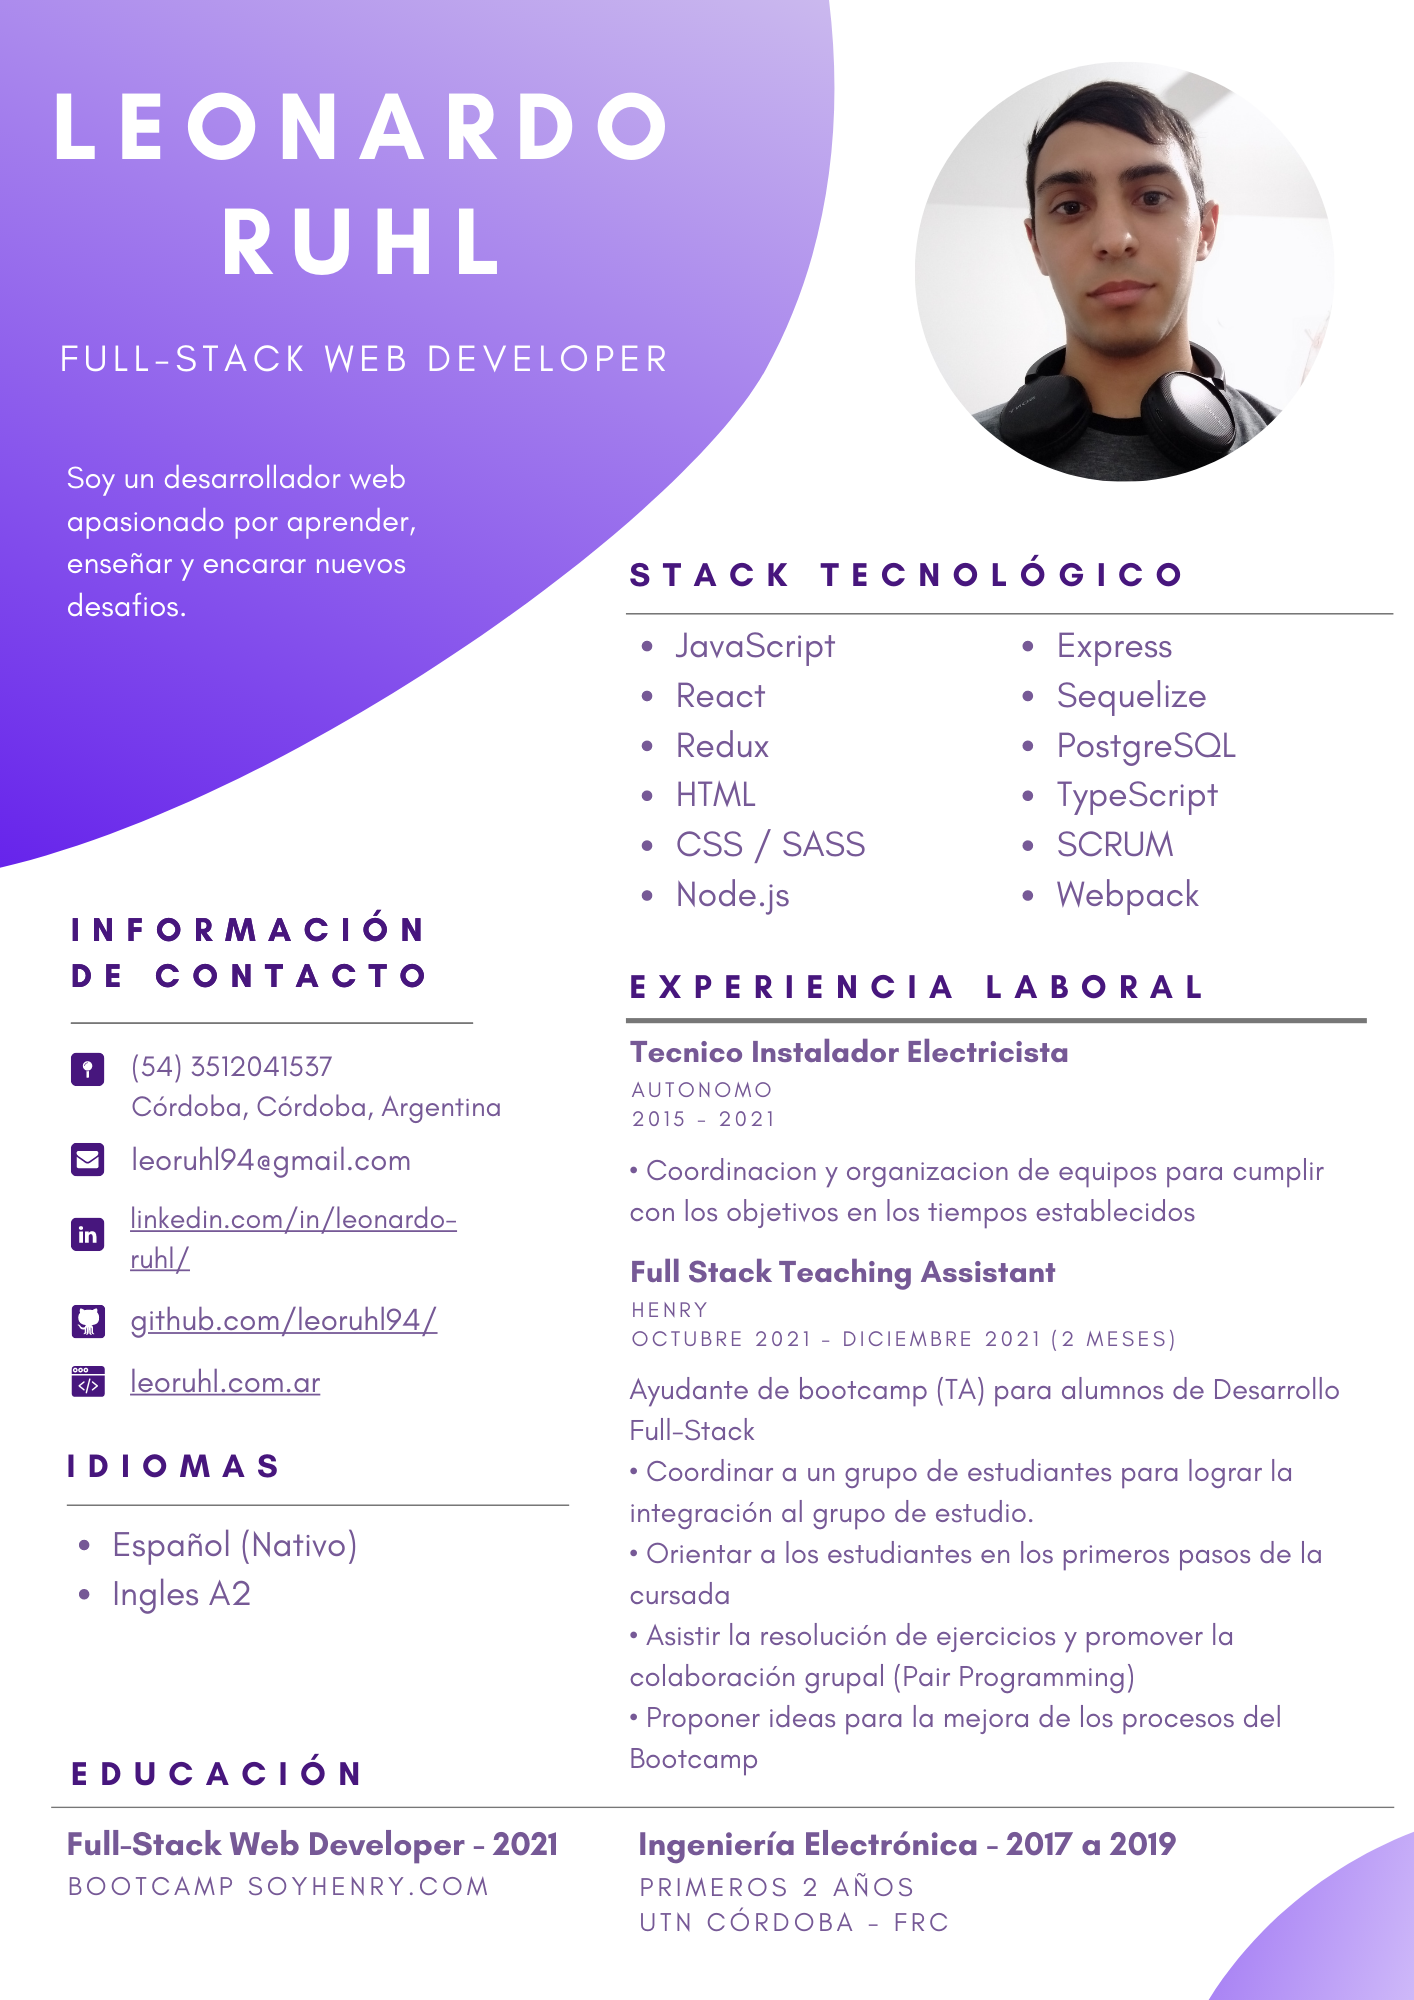 LEONARDO
RUHL
FULL-STACK WEB DEVELOPER
Soy un desarrollador web
apasionado por aprender,
enseñar y encarar nuevos
desafios.
STACK TECNOLÓGICO
• JavaScript
• React
• Redux
• HTML
• CSS / SASS
• Node.js
• Express
• Sequelize
• PostgreSQL
• TypeScript
• SCRUM
• Webpack
INFORMACIÓN
DE CONTACTO
(54) 3512041537
Córdoba, Córdoba, Argentina
leoruhl94@gmail.com
linkedin.com/in/leonardo-
ruhl/
github.com/leoruhl94/
leoruhl.com.ar
IDIOMAS
• Español (Nativo)
• Ingles A2
EXPERIENCIA LABORAL
Tecnico Instalador Electricista
AUTONOMO
2015 - 2021
• Coordinacion y organizacion de equipos para cumplir
con los objetivos en los tiempos establecidos
Full Stack Teaching Assistant
HENRY
OCTUBRE 2021 - DICIEMBRE 2021 (2 MESES)
Ayudante de bootcamp (TA) para alumnos de Desarrollo
Full-Stack
• Coordinar a un grupo de estudiantes para lograr la
integración al grupo de estudio.
• Orientar a los estudiantes en los primeros pasos de la
cursada
• Asistir la resolución de ejercicios y promover la
colaboración grupal (Pair Programming)
• Proponer ideas para la mejora de los procesos del
Bootcamp
EDUCACIÓN
Full-Stack Web Developer - 2021
BOOTCAMP SOYHENRY.COM
Ingeniería Electrónica - 2017 a 2019
PRIMEROS 2 AÑOS
UTN CÓRDOBA - FRC